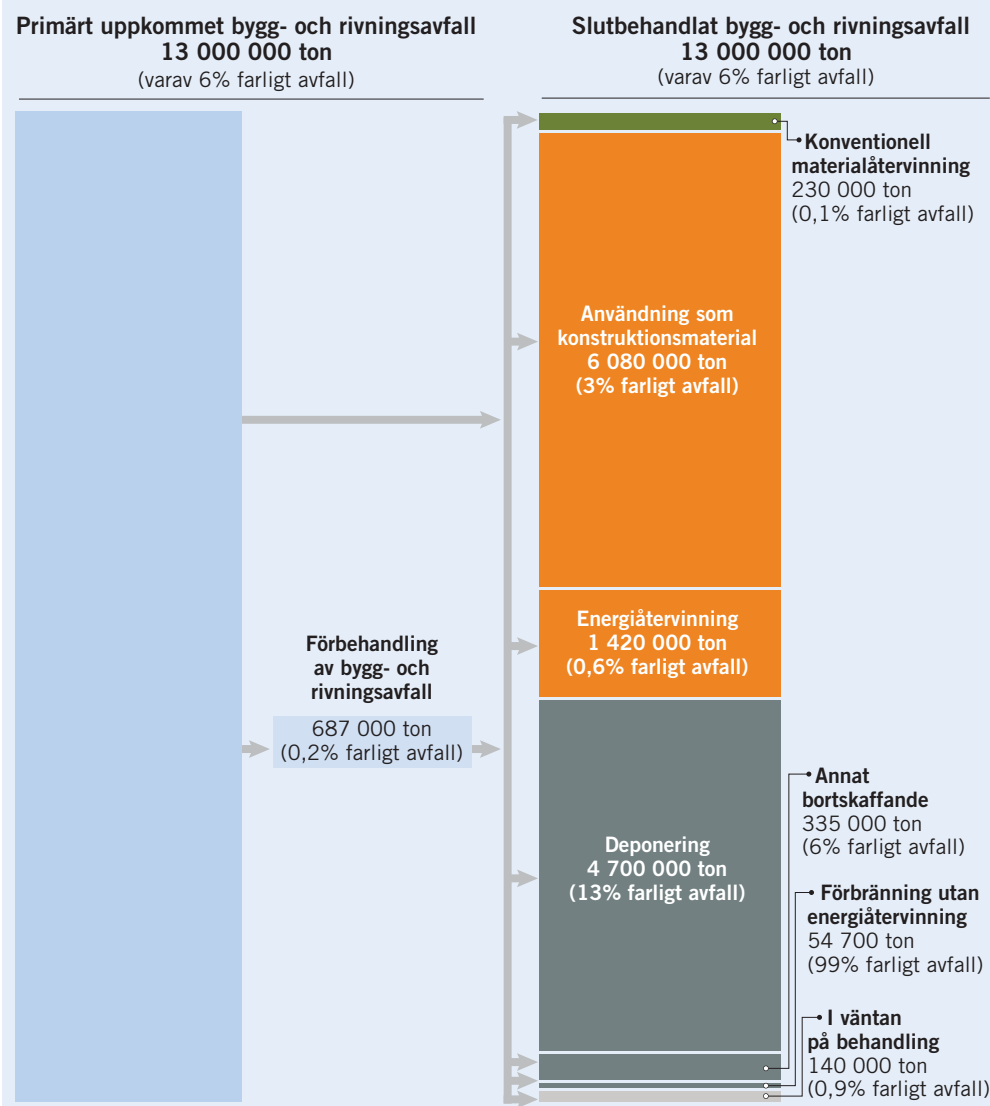 Primärt uppkommet bygg- och rivningsavfall
13 000 000 ton
(varav 6% farligt avfall)
Slutbehandlat bygg- och rivningsavfall
13 000 000 ton
(varav 6% farligt avfall)
Konventionell
materialåtervinning
230 000 ton
(0,1% farligt avfall)
Användning som
konstruktionsmaterial
6 080 000 ton
(3% farligt avfall)
Energiåtervinning
1 420 000 ton
(0,6% farligt avfall)
Förbehandling
av bygg- och
rivningsavfall
687 000 ton
(0,2% farligt avfall)
Deponering
4 700 000 ton
(13% farligt avfall)
Annat
bortskaffande
335 000 ton
(6% farligt avfall)
Förbränning utan
energiåtervinning
54 700 ton
(99% farligt avfall)
I väntan
på behandling
140 000 ton
(0,9% farligt avfall)